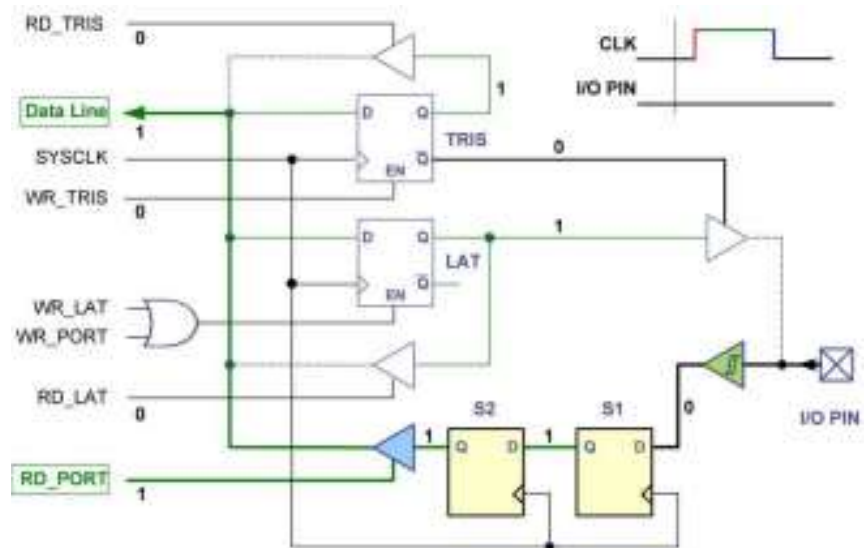 RD_TRIS
0
CLK
I/O PIN
1
Data Line
1
D Q
TRIS
SYSCLK
Q
0
EN
WR_TRIS
0
D Q
1
LAT
Q
EN
WR_LAT
WR_PORT
RD_LAT
0
I/O PIN
S2 S1
0
1 1
Q D Q D
RD_PORT
1